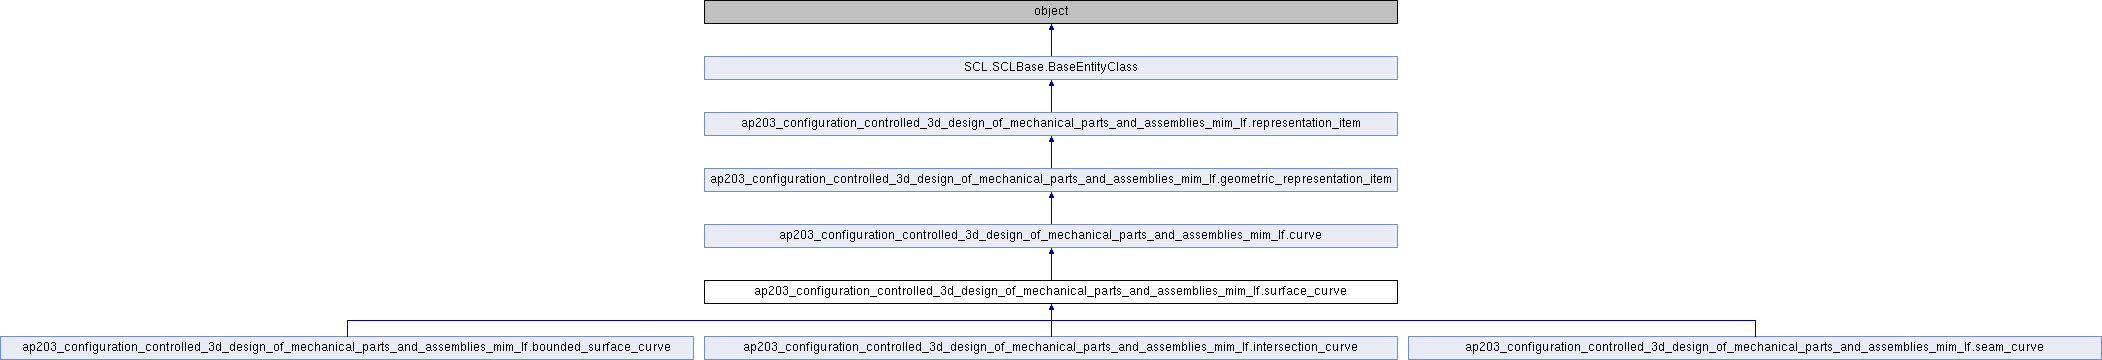 object
SCL.SCLBase.BaseEntityClass
ap203_configuration_controlled_3d_design_of_mechanical_parts_and_assemblies_mim_lf.representation_item
ap203_configuration_controlled_3d_design_of_mechanical_parts_and_assemblies_mim_lf.geometric_representation_item
ap203_configuration_controlled_3d_design_of_mechanical_parts_and_assemblies_mim_lf.curve
ap203_configuration_controlled_3d_design_of_mechanical_parts_and_assemblies_mim_lf.surface_curve
ap203_configuration_controlled_3d_design_of_mechanical_parts_and_assemblies_mim_lf.bounded_surface_curve
ap203_configuration_controlled_3d_design_of_mechanical_parts_and_assemblies_mim_lf.intersection_curve
ap203_configuration_controlled_3d_design_of_mechanical_parts_and_assemblies_mim_lf.seam_curve